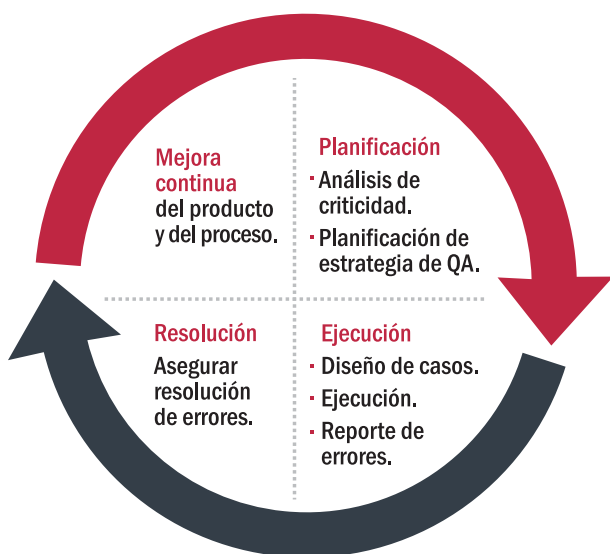 Mejora
continua
del producto
y del proceso.
Planificación
· Análisis de
criticidad.
· Planificación de
estrategia de QA.
Resolución
Asegurar
resolución
de errores.
Ejecución
· Diseño de casos.
· Ejecución.
· Reporte de
errores.